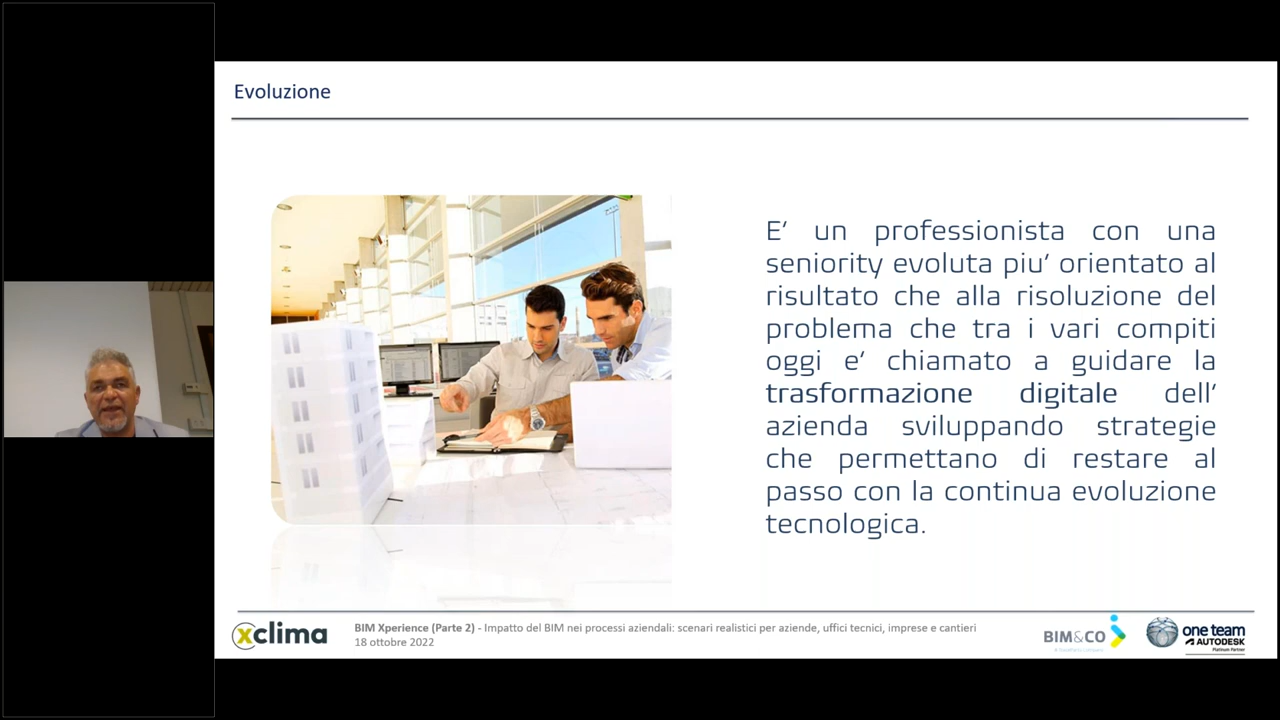 Evoluzione
E’ un professionista con una
seniority evoluta piu’ orientato al
risultato che alla risoluzione del
problema che tra i vari compiti
oggi e’ chiamato a guidare la
trasformazione digitale dell’
azienda sviluppando strategie
che permettano di restare al
passo con la continua evoluzione
tecnologica.
xclima
BIM Xperience (Parte 2) - Impatto del BIM nei processi aziendali: scenari realistici per aziende, uffici tecnici, imprese e cantieri
18 ottobre 2022
BIM&CO
one team
AUTODESK
Platinum Partner